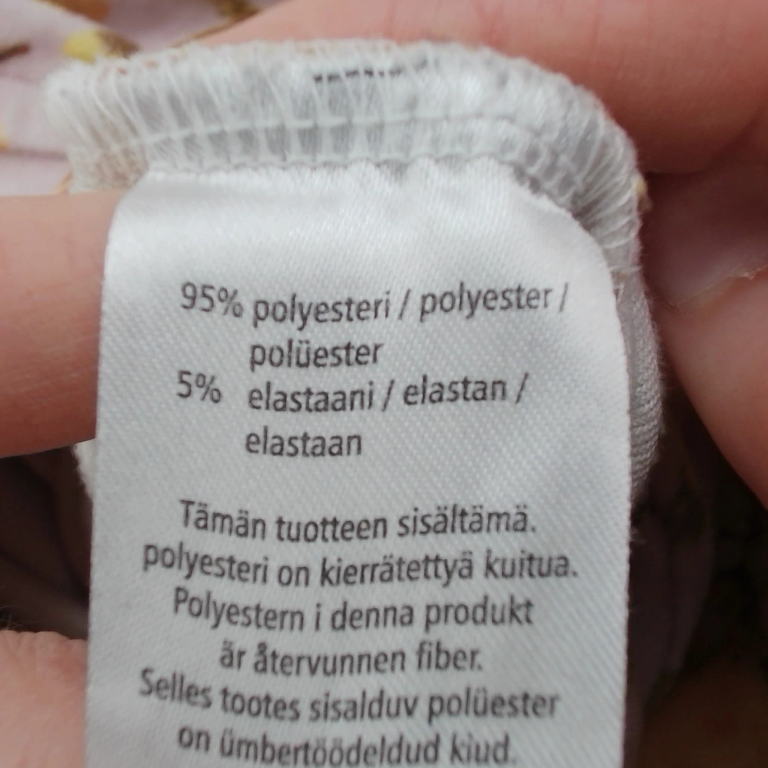 95% polyesteri / polyester /
polüester
5% elastaani / elastan /
elastaan
Tämän tuotteen sisältämä.
polyesteri on kierrätettyä kuitua.
Polyestern i denna produkt
är återvunnen fiber.
Selles tootes sisalduv polüester
on ümbertöödeldud kiud.